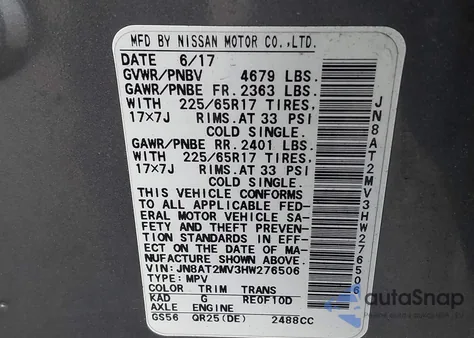 MFD BY NISSAN MOTOR CO.,LTD.
DATE 6/17
GVWR/PNBV 4679 LBS.
GAWR/PNBE FR. 2363 LBS.
WITH 225/65R17 TIRES,
17×7J RIMS.AT 33 PSI
COLD SINGLE.
GAWR/PNBE RR. 2401 LBS.
WITH 225/65R17 TIRES,
17×7J RIMS.AT 33 PSI
COLD SINGLE.
THIS VEHICLE CONFORMS
TO ALL APPLICABLE FED-
ERAL MOTOR VEHICLE SA-
FETY AND THEFT PREVEN-
TION STANDARDS IN EFF-
ECT ON THE DATE OF MA-
NUFACTURE SHOWN ABOVE
VIN:JN8AT2MV3HW276506
TYPE: MPV
COLOR TRIM TRANS
KAD G RE0F10D
AXLE ENGINE
GS56 QR25(DE) 2488CC
JN8AT2MV3HW276506
autoSnap